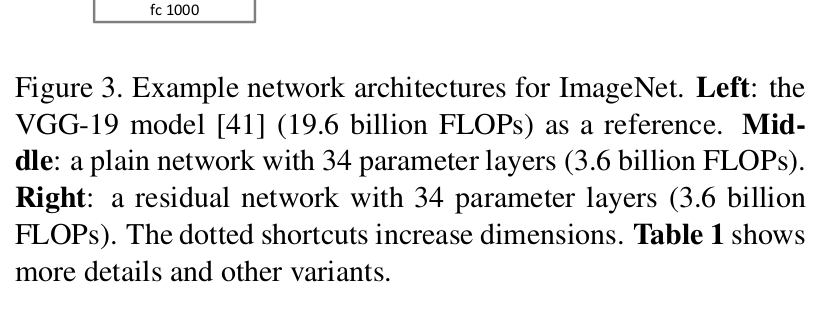 fc 1000
Figure 3. Example network architectures for ImageNet. Left: the
VGG-19 model [41] (19.6 billion FLOPs) as a reference. Mid-
dle: a plain network with 34 parameter layers (3.6 billion FLOPs).
Right: a residual network with 34 parameter layers (3.6 billion
FLOPs). The dotted shortcuts increase dimensions. Table 1 shows
more details and other variants.